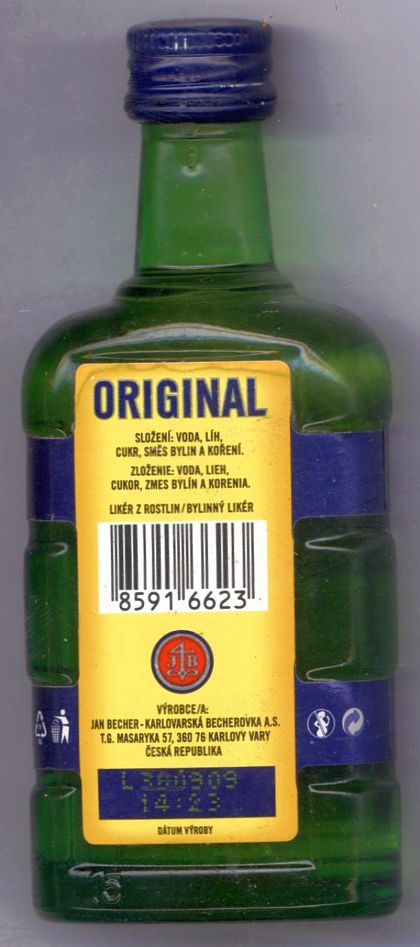 ORIGINAL
SLOŽENÍ: VODA, LÍH,
CUKR, SMĚS BYLIN A KOŘENÍ.
ZLOŽENIE: VODA, LIEH,
CUKOR, ZMES BYLÍN A KORENIA.
LIKÉR Z ROSTLIN/BYLINNÝ LIKÉR
8591 6623
JB
VÝROBCE/A:
JAN BECHER-KARLOVARSKÁ BECHEROVKA A.S.
T.G. MASARYKA 57, 360 76 KARLOVY VARY
ČESKÁ REPUBLIKA
L 300909
14:23
DÁTUM VÝROBY